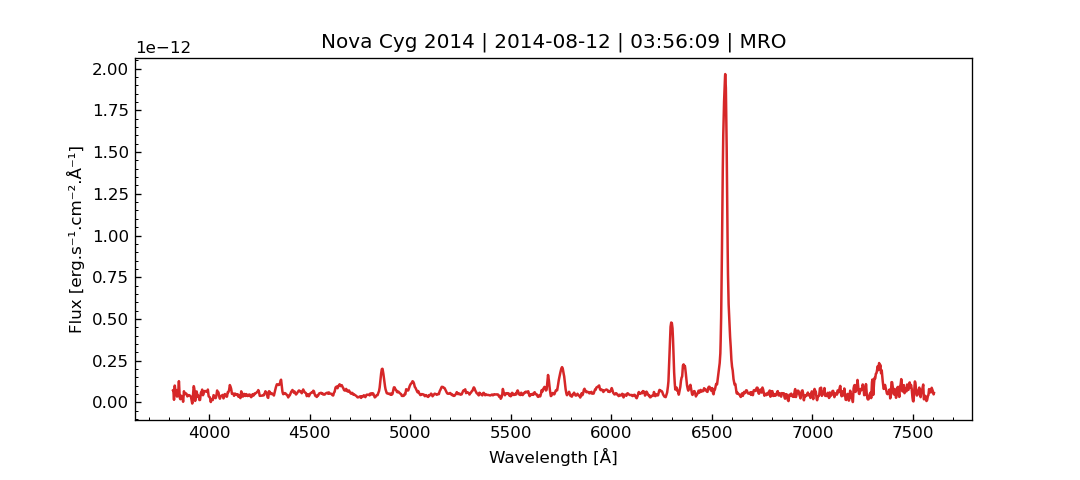 Nova Cyg 2014 | 2014-08-12 | 03:56:09 | MRO
1e−12
2.00
1.75
1.50
1.25
1.00
0.75
0.50
0.25
0.00
Flux [erg.s⁻¹.cm⁻².Å⁻¹]
4000 4500 5000 5500 6000 6500 7000 7500
Wavelength [Å]